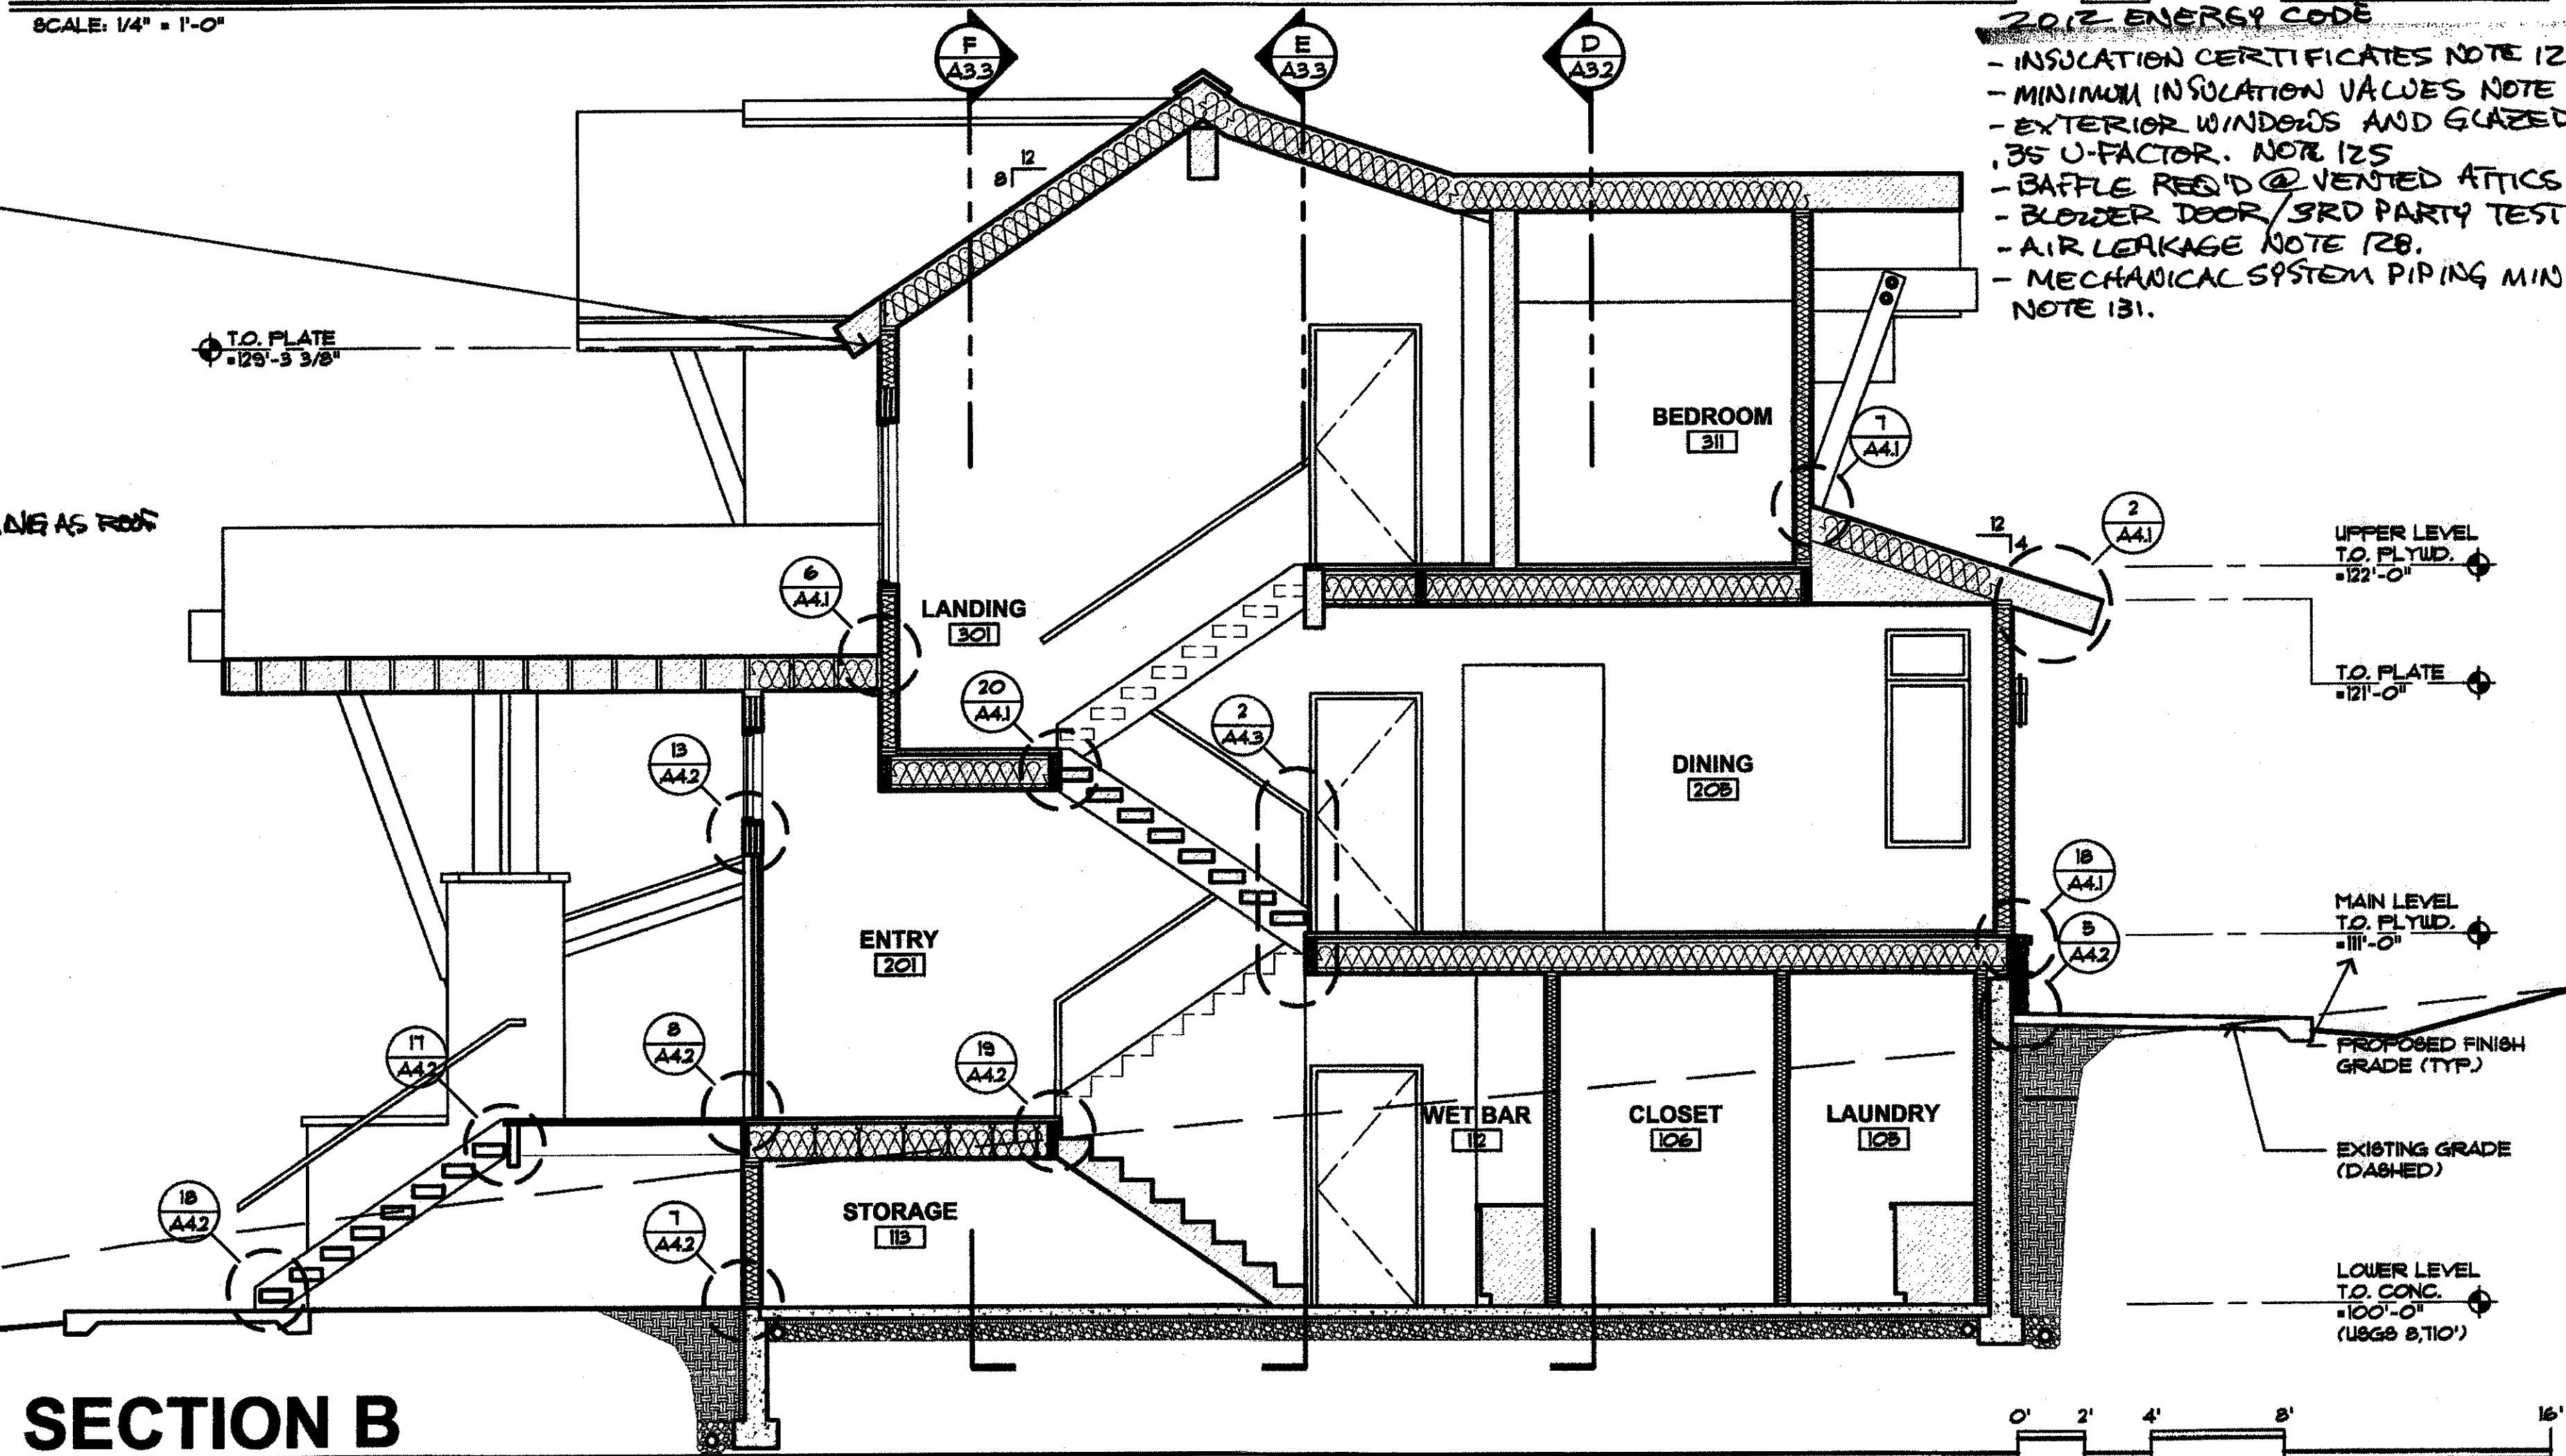 SCALE: 1/4" = 1'-0"
2012 ENERGY CODE
- INSULATION CERTIFICATES NOTE 12
- MINIMUM INSULATION VALUES NOTE
- EXTERIOR WINDOWS AND GLAZED
.35 U-FACTOR. NOTE 125
- BAFFLE REQ'D @ VENTED ATTICS
- BLOWER DOOR/3RD PARTY TEST
- AIR LEAKAGE NOTE 128.
- MECHANICAL SYSTEM PIPING MIN
NOTE 131.
F
A3.3
E
A3.3
D
A3.2
12
8
T.O. PLATE
=129'-3 3/8"
BEDROOM
311
7
A4.1
AS ROOF
12
4
2
A4.1
UPPER LEVEL
T.O. PLYWD.
=122'-0"
6
A4.1
LANDING
301
T.O. PLATE
=121'-0"
20
A4.1
2
A4.3
13
A4.2
DINING
205
18
A4.1
5
A4.2
MAIN LEVEL
T.O. PLYWD.
=111'-0"
ENTRY
201
17
A4.2
8
A4.2
19
A4.2
PROPOSED FINISH
GRADE (TYP.)
WET BAR
112
CLOSET
106
LAUNDRY
105
EXISTING GRADE
(DASHED)
18
A4.2
7
A4.2
STORAGE
113
LOWER LEVEL
T.O. CONC.
=100'-0"
(USGS 8,710')
SECTION B
0' 2' 4' 8' 16'